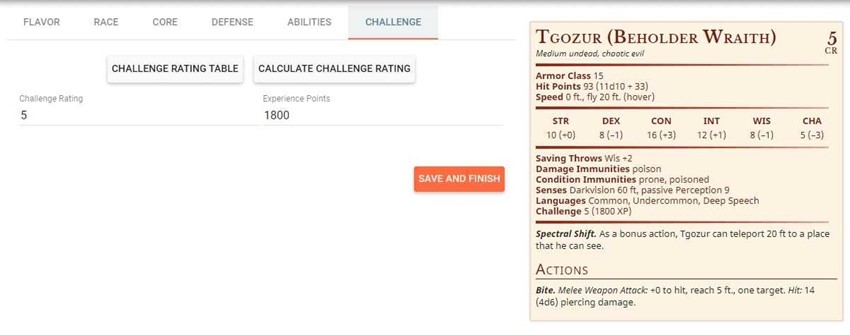 FLAVOR RACE CORE DEFENSE ABILITIES CHALLENGE
CHALLENGE RATING TABLE CALCULATE CHALLENGE RATING
Challenge Rating Experience Points
5 1800
SAVE AND FINISH
Tgozur (Beholder Wraith) 5
CR
Medium undead, chaotic evil
Armor Class 15
Hit Points 93 (11d10 + 33)
Speed 0 ft., fly 20 ft. (hover)
STR DEX CON INT WIS CHA
10 (+0) 8 (–1) 16 (+3) 12 (+1) 8 (–1) 5 (–3)
Saving Throws Wis +2
Damage Immunities poison
Condition Immunities prone, poisoned
Senses Darkvision 60 ft, passive Perception 9
Languages Common, Undercommon, Deep Speech
Challenge 5 (1800 XP)
Spectral Shift. As a bonus action, Tgozur can teleport 20 ft to a place
that he can see.
Actions
Bite. Melee Weapon Attack: +0 to hit, reach 5 ft., one target. Hit: 14
(4d6) piercing damage.